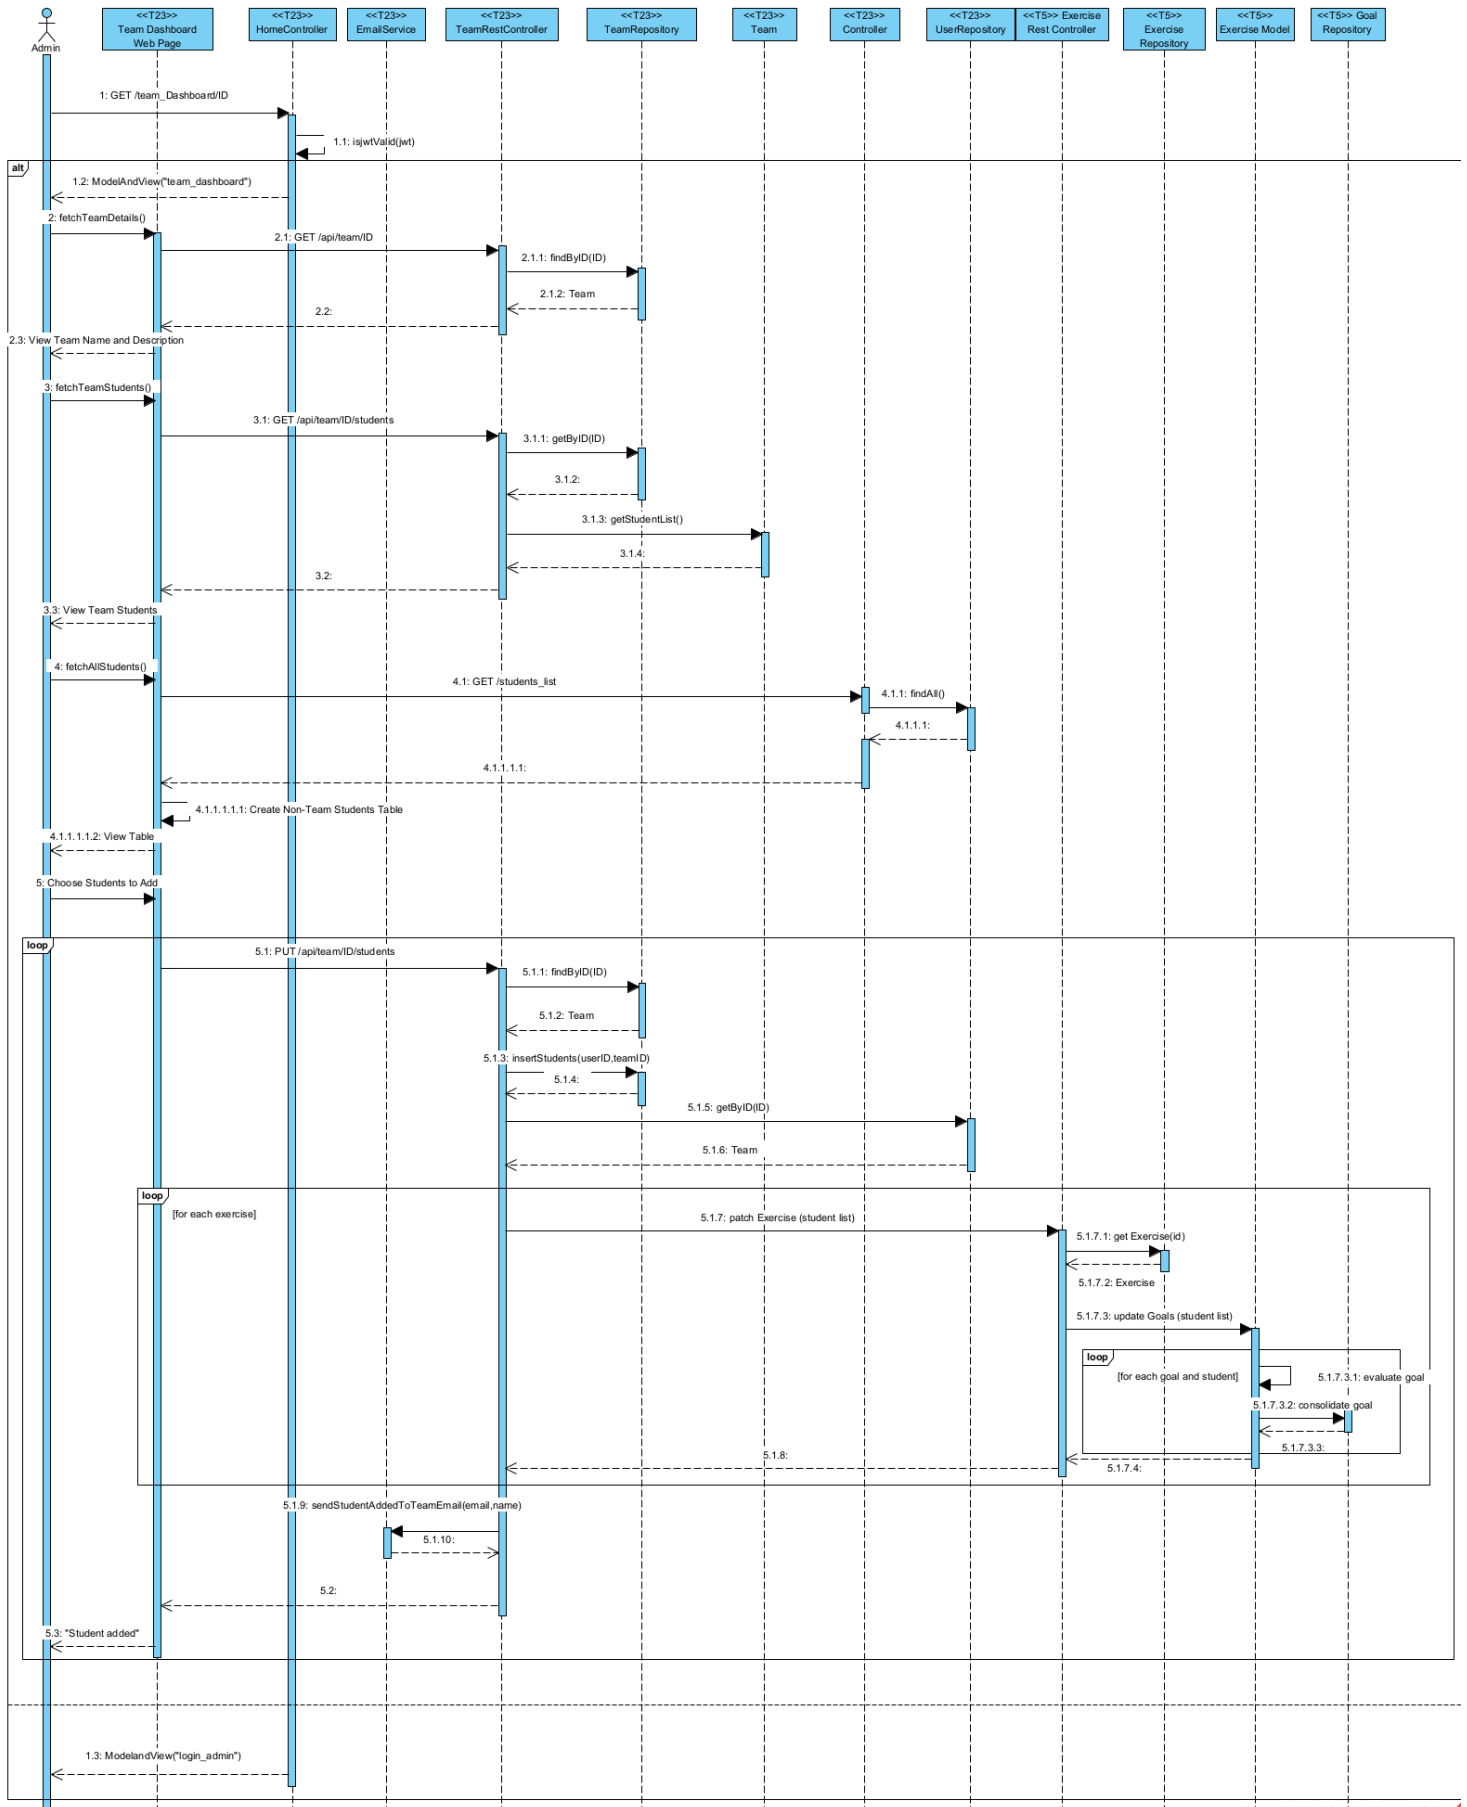 <<T23>>
Team Dashboard
Web Page
<<T23>>
HomeController
<<T23>>
EmailService
<<T23>>
TeamRestController
<<T23>>
TeamRepository
<<T23>>
Team
<<T23>>
Controller
<<T23>>
UserRepository
<<T5>> Exercise
Rest Controller
<<T5>>
Exercise
Repository
<<T5>>
Exercise Model
<<T5>> Goal
Repository
Admin
1: GET /team_Dashboard/ID
1.1: isjwtValid(jwt)
alt
1.2: ModelAndView("team_dashboard")
2: fetchTeamDetails()
2.1: GET /api/team/ID
2.1.1: findByID(ID)
2.1.2: Team
2.2:
2.3: View Team Name and Description
3: fetchTeamStudents()
3.1: GET /api/team/ID/students
3.1.1: getByID(ID)
3.1.2:
3.1.3: getStudentList()
3.1.4:
3.2:
3.3: View Team Students
4: fetchAllStudents()
4.1: GET /students_list
4.1.1: findAll()
4.1.1.1:
4.1.1.1.1:
4.1.1.1.1.1: Create Non-Team Students Table
4.1.1.1.1.2: View Table
5: Choose Students to Add
loop
5.1: PUT /api/team/ID/students
5.1.1: findByID(ID)
5.1.2: Team
5.1.3: insertStudents(userID,teamID)
5.1.4:
5.1.5: getByID(ID)
5.1.6: Team
loop
[for each exercise]
5.1.7: patch Exercise (student list)
5.1.7.1: get Exercise(id)
5.1.7.2: Exercise
5.1.7.3: update Goals (student list)
loop
[for each goal and student]
5.1.7.3.1: evaluate goal
5.1.7.3.2: consolidate goal
5.1.7.3.3:
5.1.7.4:
5.1.8:
5.1.9: sendStudentAddedToTeamEmail(email,name)
5.1.10:
5.2:
5.3: "Student added"
1.3: ModelandView("login_admin")